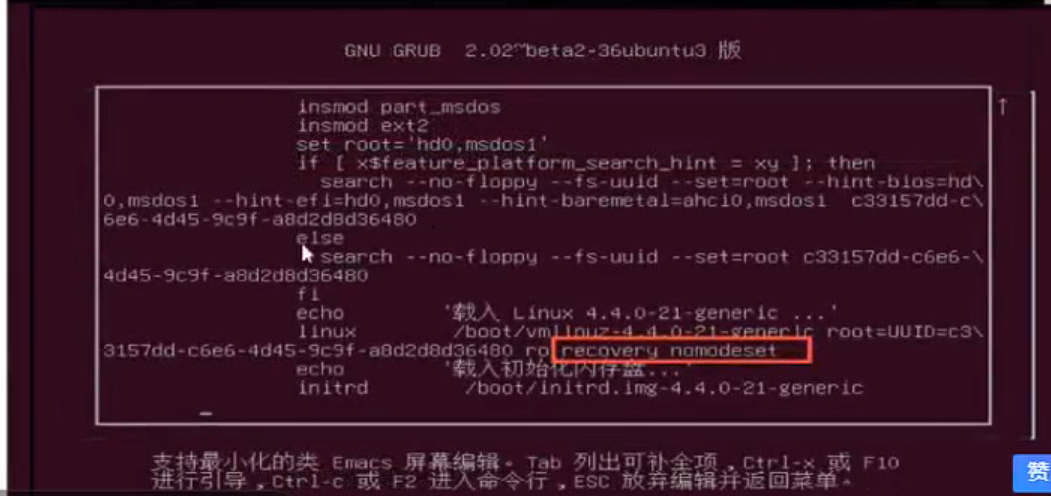 GNU GRUB 2.02~beta2-36ubuntu3 版
insmod part_msdos
insmod ext2
set root='hd0,msdos1'
if [ x$feature_platform_search_hint = xy ]; then
search --no-floppy --fs-uuid --set=root --hint-bios=hd\
0,msdos1 --hint-efi=hd0,msdos1 --hint-baremetal=ahci0,msdos1 c33157dd-c\
6e6-4d45-9c9f-a8d2d8d36480
else
search --no-floppy --fs-uuid --set=root c33157dd-c6e6-\
4d45-9c9f-a8d2d8d36480
fi
echo '载入 Linux 4.4.0-21-generic ...'
linux /boot/vmlinuz-4.4.0-21-generic root=UUID=c3\
3157dd-c6e6-4d45-9c9f-a8d2d8d36480 ro recovery nomodeset
echo '载入初始化内存盘...'
initrd /boot/initrd.img-4.4.0-21-generic
支持最小化的类 Emacs 屏幕编辑。Tab 列出可补全项，Ctrl-x 或 F10
进行引导，Ctrl-c 或 F2 进入命令行，ESC 放弃编辑并返回菜单。
赞